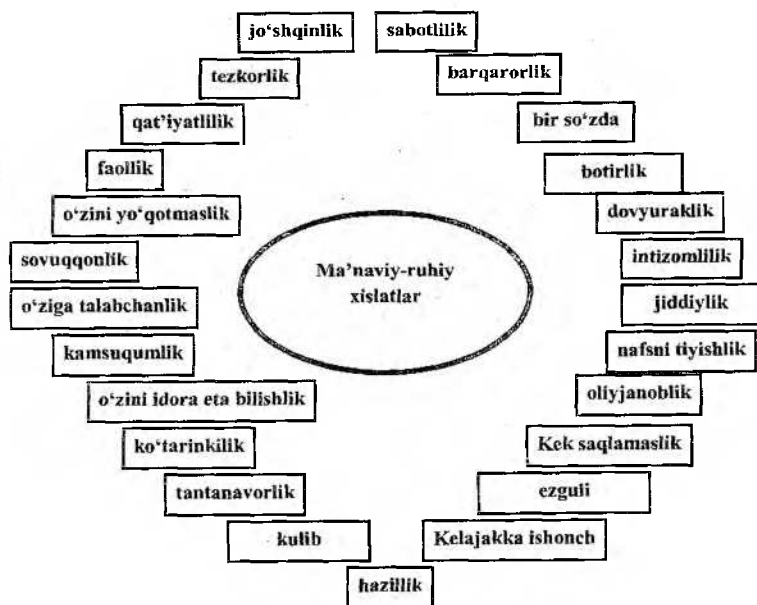 jo‘shqinlik
sabotlilik
tezkorlik
barqarorlik
qat’iyatlilik
bir so‘zda
faollik
botirlik
o‘zini yo‘qotmaslik
dovyuraklik
sovuqqonlik
intizomlilik
Ma’naviy-ruhiy
xislatlar
o‘ziga talabchanlik
jiddiylik
kamsuqumlik
nafsni tiyishlik
o‘zini idora eta bilishlik
oliyjanoblik
ko‘tarinkilik
Kek saqlamaslik
tantanavorlik
ezguli
kulib
Kelajakka ishonch
hazillik